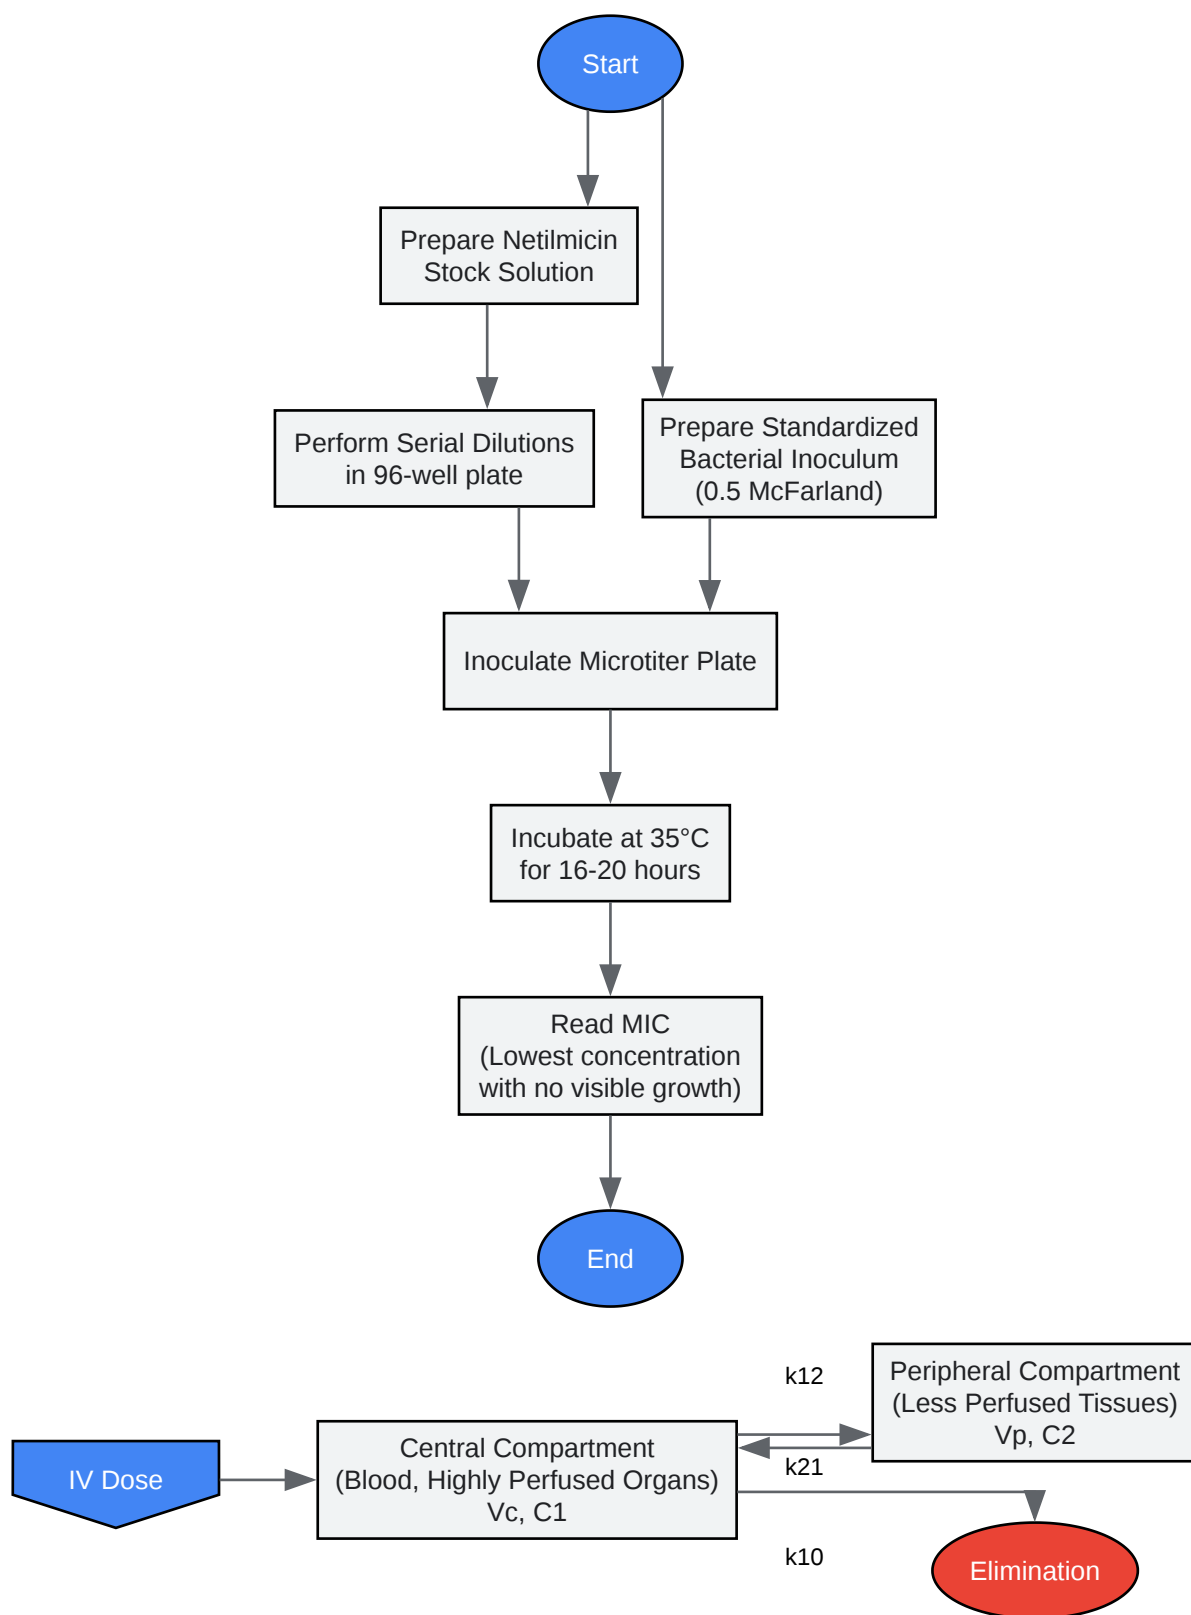 Start
Prepare Netilmicin
Stock Solution
Perform Serial Dilutions
in 96-well plate
Prepare Standardized
Bacterial Inoculum
(0.5 McFarland)
Inoculate Microtiter Plate
Incubate at 35°C
for 16-20 hours
Read MIC
(Lowest concentration
with no visible growth)
End
IV Dose
Central Compartment
(Blood, Highly Perfused Organs)
Vc, C1
k12
k21
k10
Peripheral Compartment
(Less Perfused Tissues)
Vp, C2
Elimination